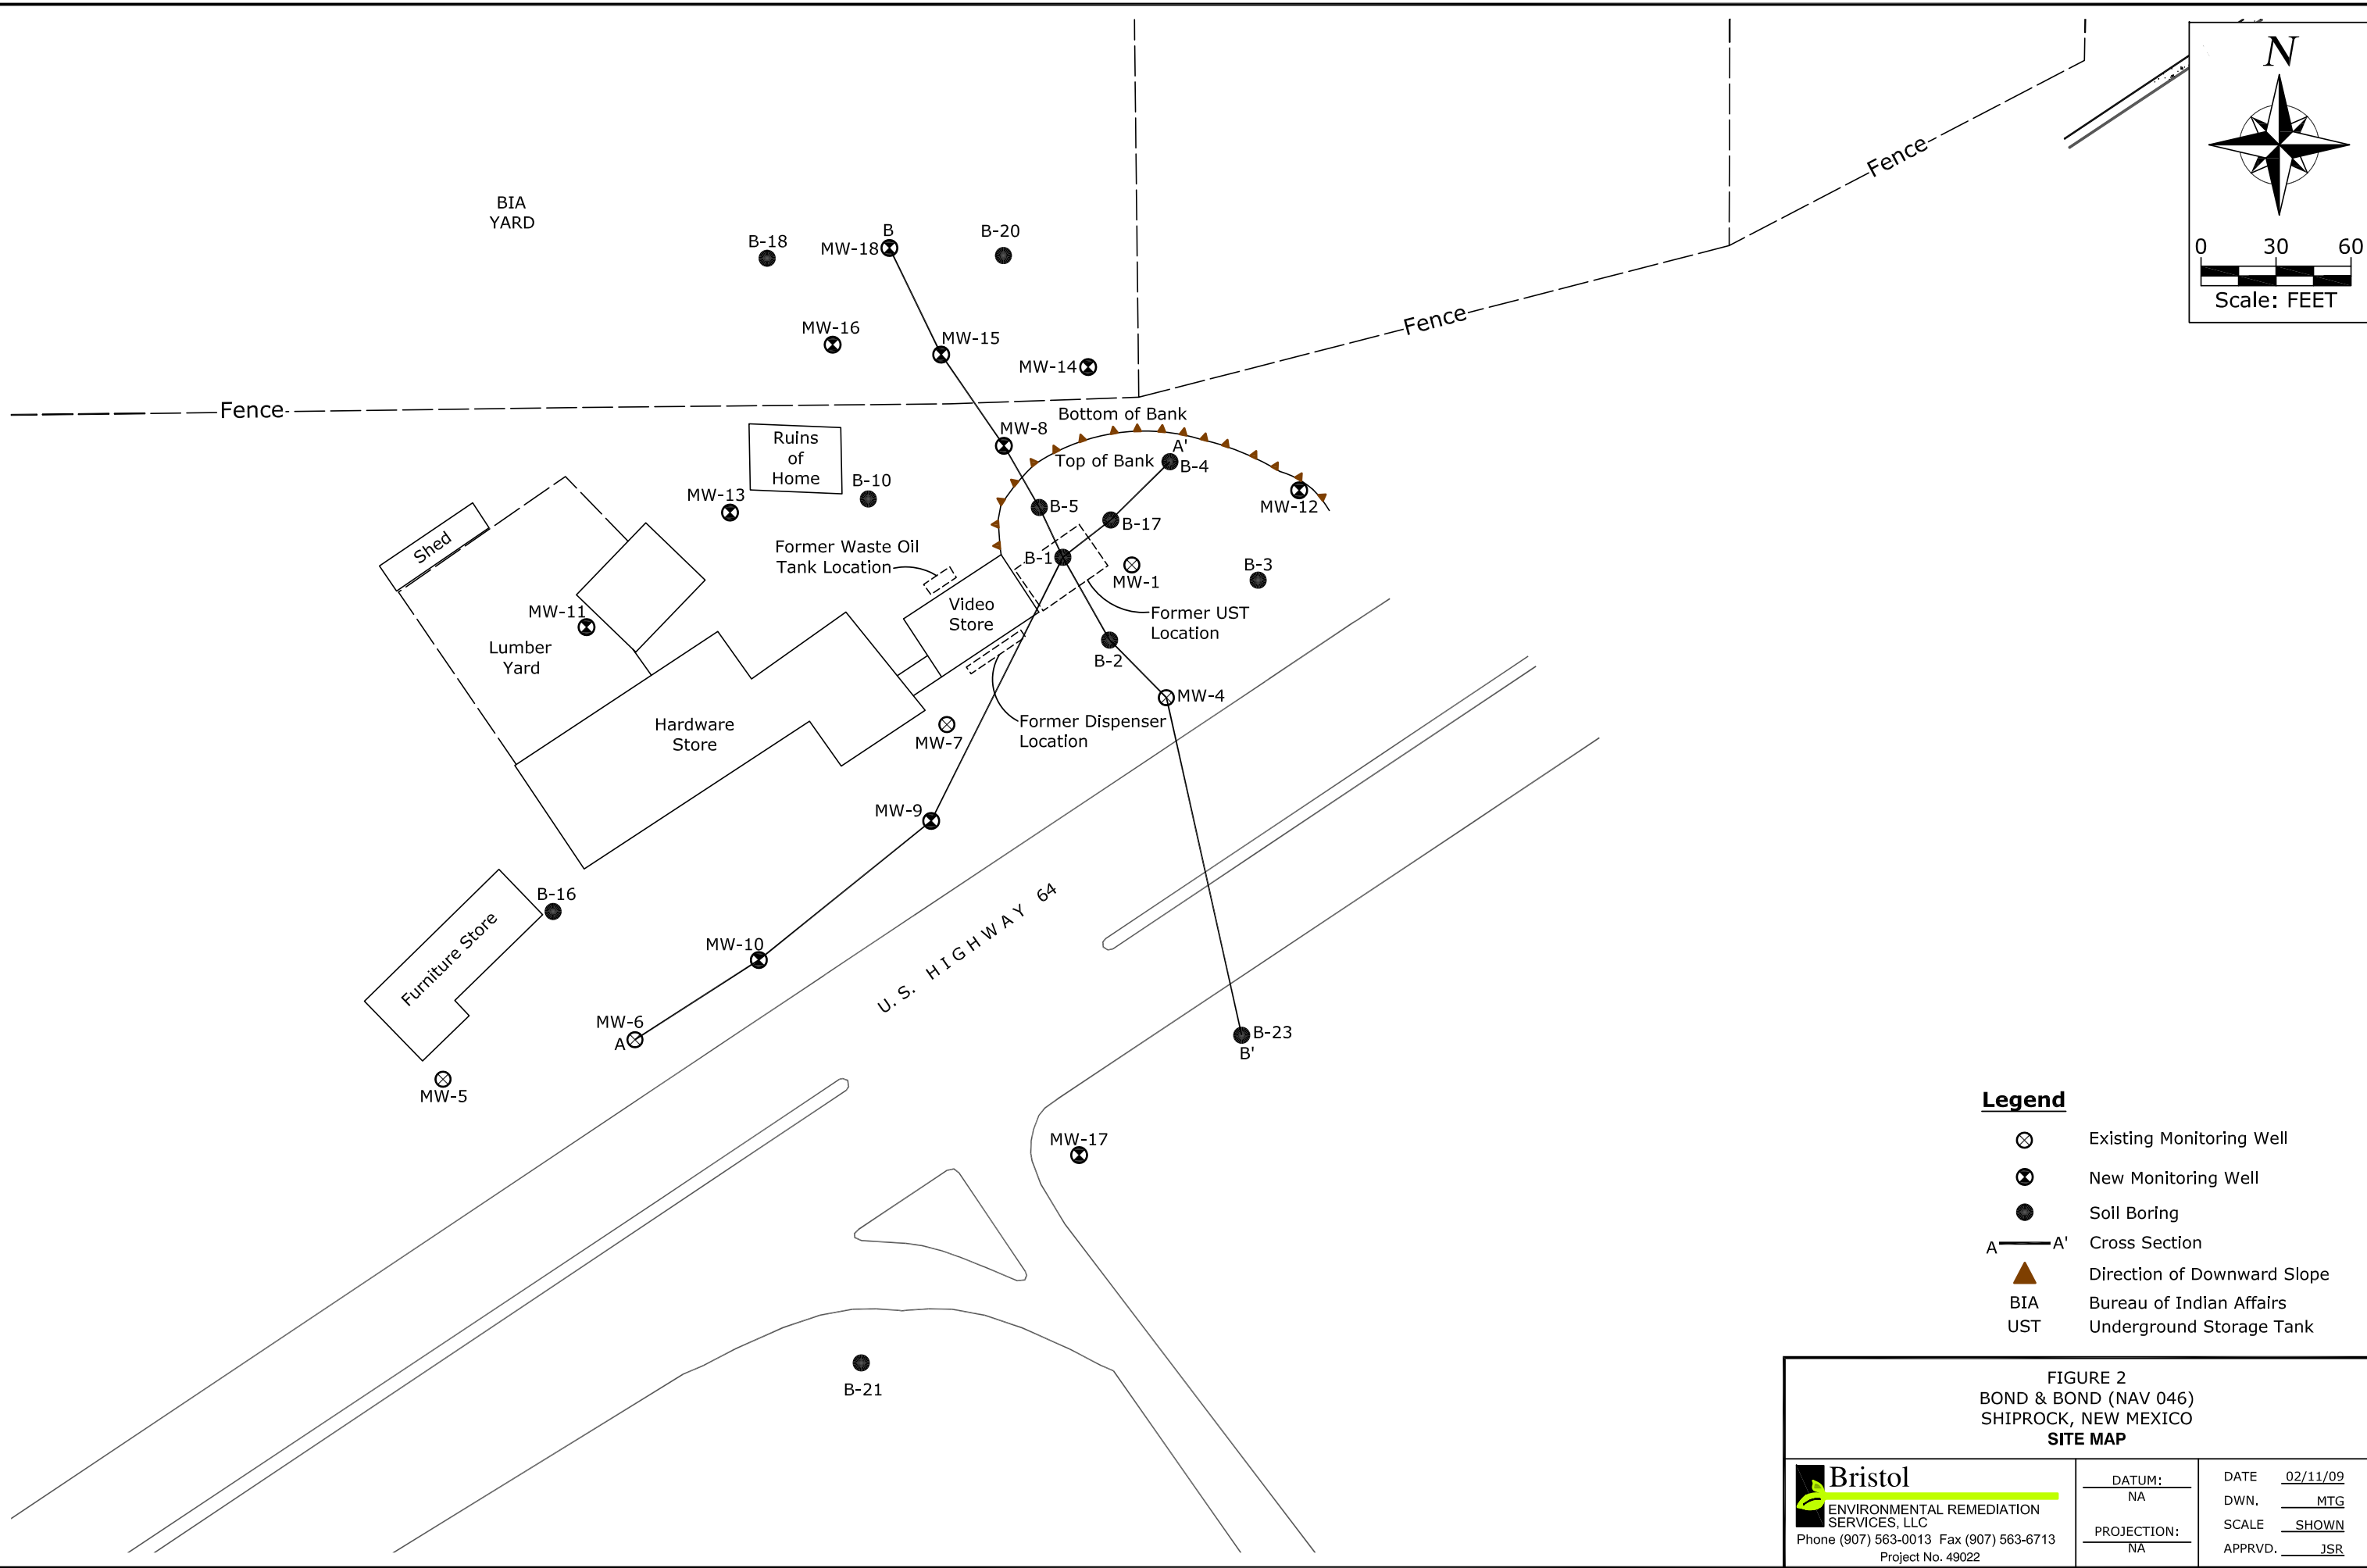 N
0 30 60
Scale: FEET
Fence
BIA
YARD
B
B-18
MW-18
B-20
MW-16
MW-15
MW-14
Fence
Fence
Bottom of Bank
MW-8
A'
Top of Bank
B-4
Ruins
of
Home
B-10
MW-13
B-5
MW-12
B-17
Shed
Former Waste Oil
Tank Location
B-1
MW-1
B-3
MW-11
Video
Store
Former UST
Location
Lumber
Yard
B-2
MW-4
Hardware
Store
Former Dispenser
Location
MW-7
MW-9
B-16
Furniture Store
U.S. HIGHWAY 64
MW-10
MW-6
A
B-23
B'
MW-5
MW-17
B-21
Legend
Existing Monitoring Well
New Monitoring Well
Soil Boring
A A' Cross Section
Direction of Downward Slope
BIA Bureau of Indian Affairs
UST Underground Storage Tank
FIGURE 2
BOND & BOND (NAV 046)
SHIPROCK, NEW MEXICO
SITE MAP
Bristol
ENVIRONMENTAL REMEDIATION
SERVICES, LLC
Phone (907) 563-0013 Fax (907) 563-6713
Project No. 49022
DATUM:
NA
PROJECTION:
NA
DATE 02/11/09
DWN. MTG
SCALE SHOWN
APPRVD. JSR